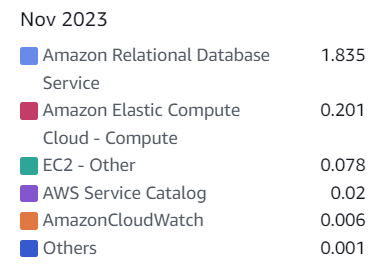 Nov 2023
Amazon Relational Database 1.835
Service
Amazon Elastic Compute 0.201
Cloud - Compute
EC2 - Other 0.078
AWS Service Catalog 0.02
AmazonCloudWatch 0.006
Others 0.001